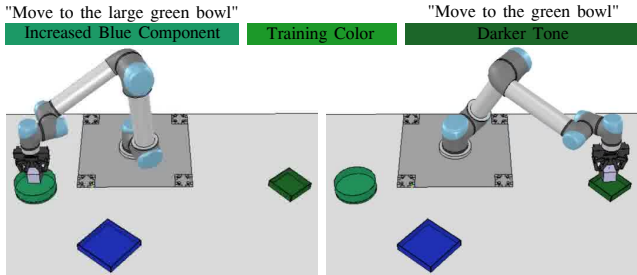 "Move to the large green bowl"
"Move to the green bowl"
Increased Blue Component
Training Color
Darker Tone